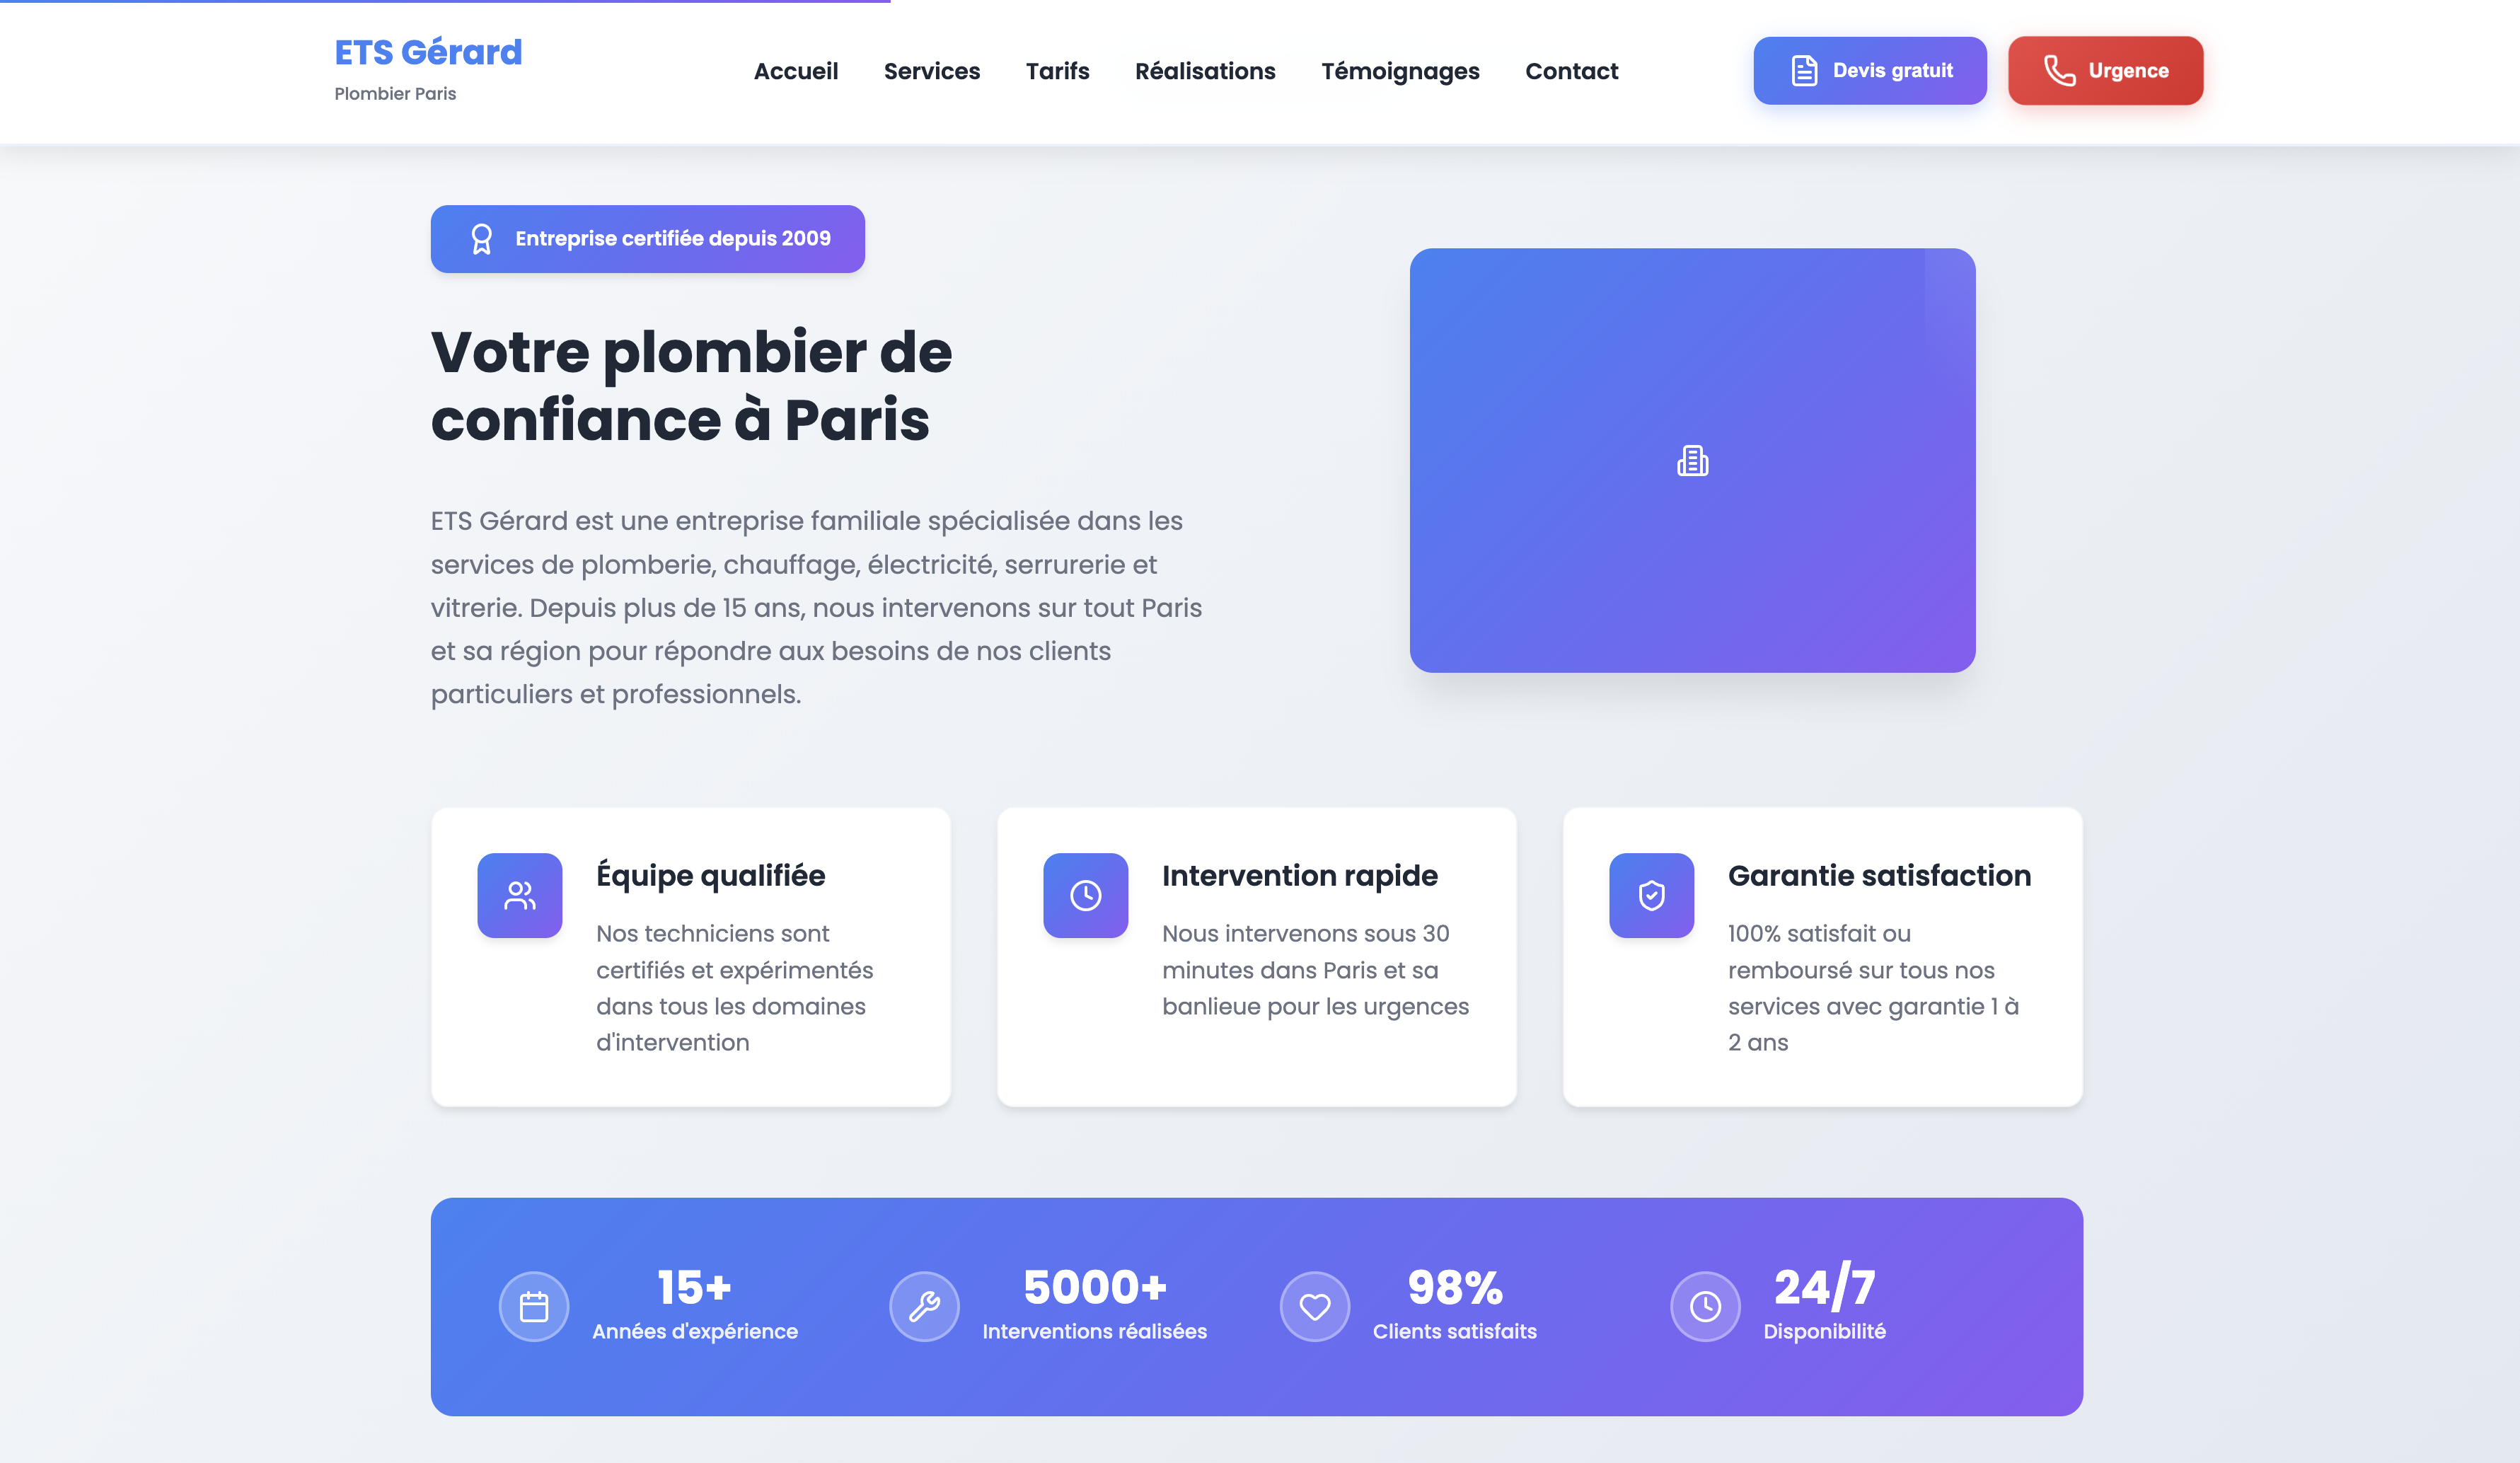 ETS Gérard
Plombier Paris
Accueil
Services
Tarifs
Réalisations
Témoignages
Contact
Devis gratuit
Urgence
Entreprise certifiée depuis 2009
Votre plombier de
confiance à Paris
ETS Gérard est une entreprise familiale spécialisée dans les
services de plomberie, chauffage, électricité, serrurerie et
vitrerie. Depuis plus de 15 ans, nous intervenons sur tout Paris
et sa région pour répondre aux besoins de nos clients
particuliers et professionnels.
Équipe qualifiée
Nos techniciens sont
certifiés et expérimentés
dans tous les domaines
d'intervention
Intervention rapide
Nous intervenons sous 30
minutes dans Paris et sa
banlieue pour les urgences
Garantie satisfaction
100% satisfait ou
remboursé sur tous nos
services avec garantie 1 à
2 ans
15+
Années d'expérience
5000+
Interventions réalisées
98%
Clients satisfaits
24/7
Disponibilité